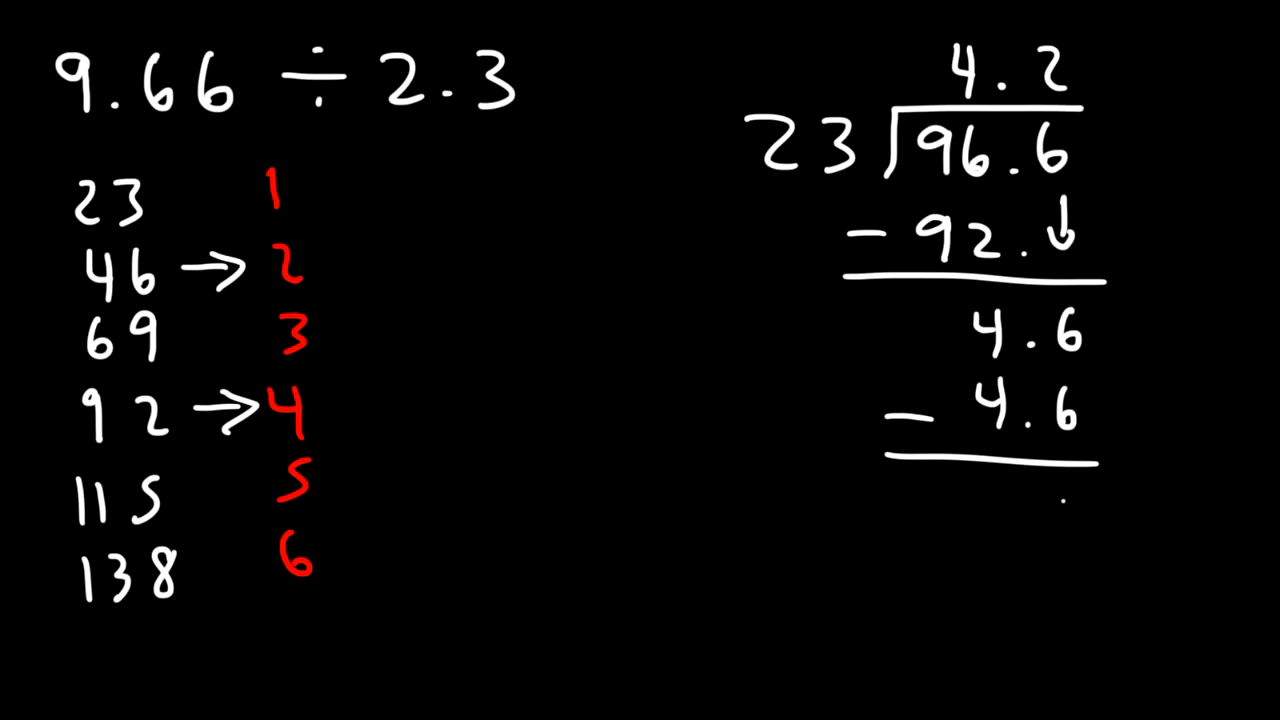 9.66 ÷ 2.3
23 1
46 → 2
69 3
92 → 4
115 5
138 6
4.2
23 96.6
- 92. ↓
4.6
- 4.6
.